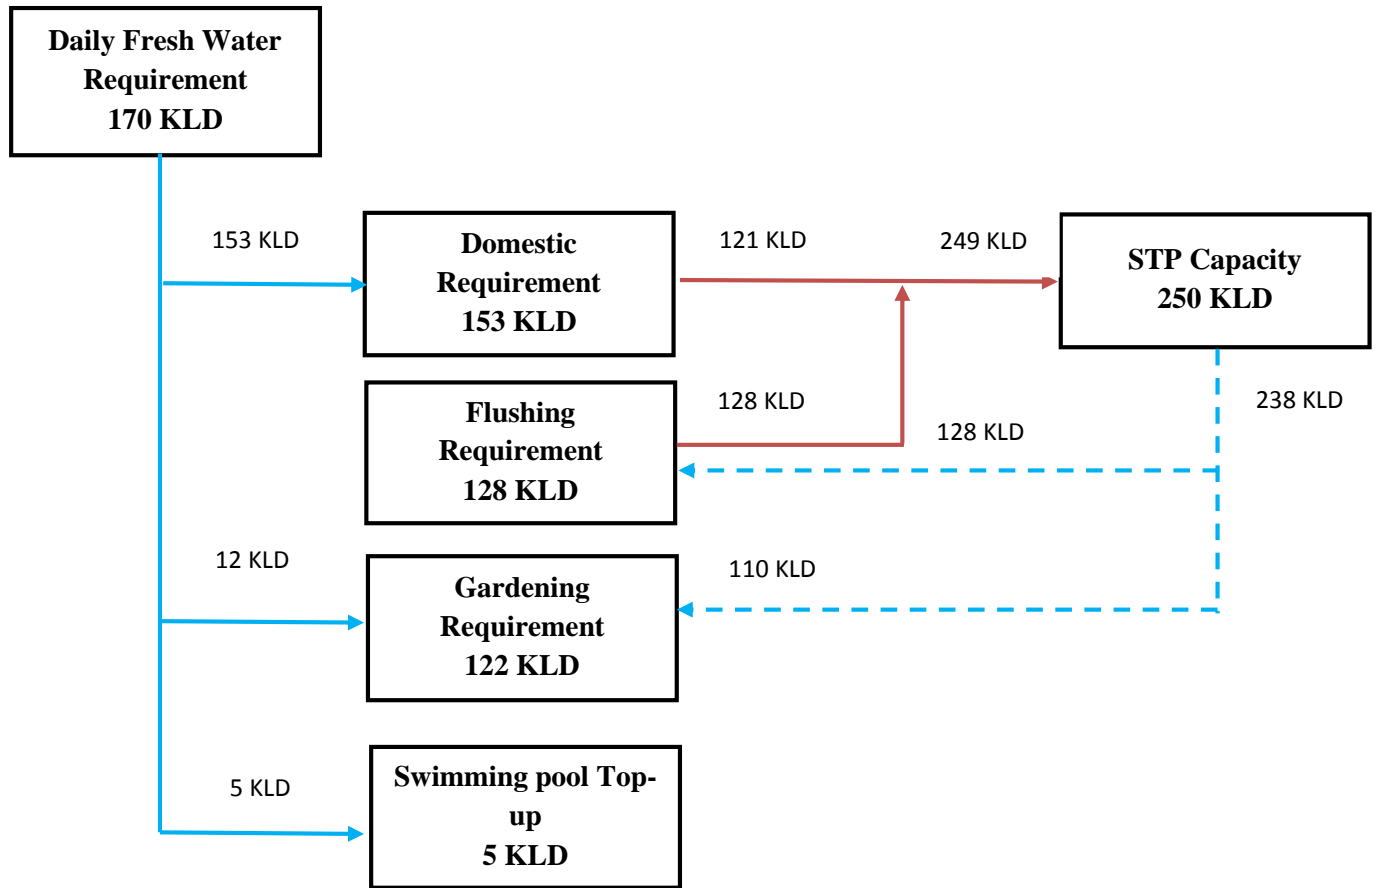 Daily Fresh Water
Requirement
170 KLD
153 KLD
Domestic
Requirement
153 KLD
121 KLD
249 KLD
STP Capacity
250 KLD
Flushing
Requirement
128 KLD
128 KLD
128 KLD
238 KLD
12 KLD
Gardening
Requirement
122 KLD
110 KLD
5 KLD
Swimming pool Top-
up
5 KLD